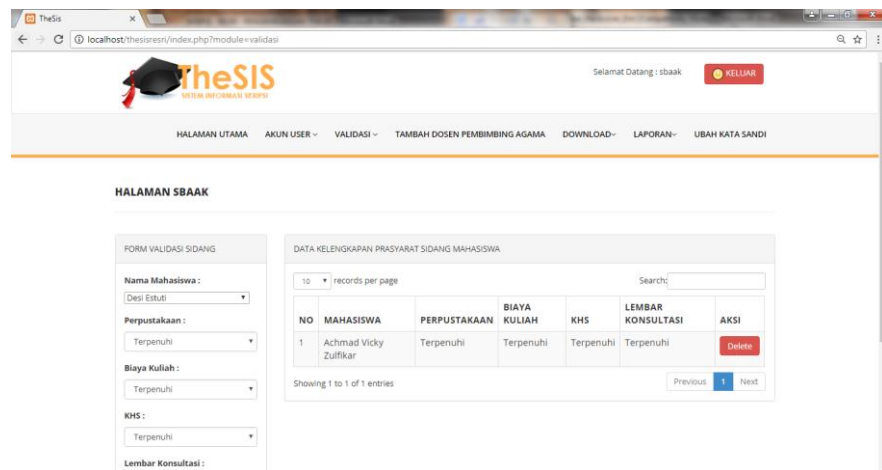 TheSis
localhost/thesisresri/index.php?module=validasi
TheSIS
SISTEM INFORMASI SKRIPSI
Selamat Datang : sbaak
KELUAR
HALAMAN UTAMA AKUN USER VALIDASI TAMBAH DOSEN PEMBIMBING AGAMA DOWNLOAD LAPORAN UBAH KATA SANDI
HALAMAN SBAAK
FORM VALIDASI SIDANG
Nama Mahasiswa :
Desi Estuti
Perpustakaan :
Terpenuhi
Biaya Kuliah :
Terpenuhi
KHS :
Terpenuhi
Lembar Konsultasi :
DATA KELENGKAPAN PRASYARAT SIDANG MAHASISWA
10 records per page Search:
NO MAHASISWA PERPUSTAKAAN BIAYA KULIAH KHS LEMBAR KONSULTASI AKSI
1 Achmad Vicky Zulfikar Terpenuhi Terpenuhi Terpenuhi Terpenuhi Delete
Showing 1 to 1 of 1 entries Previous 1 Next